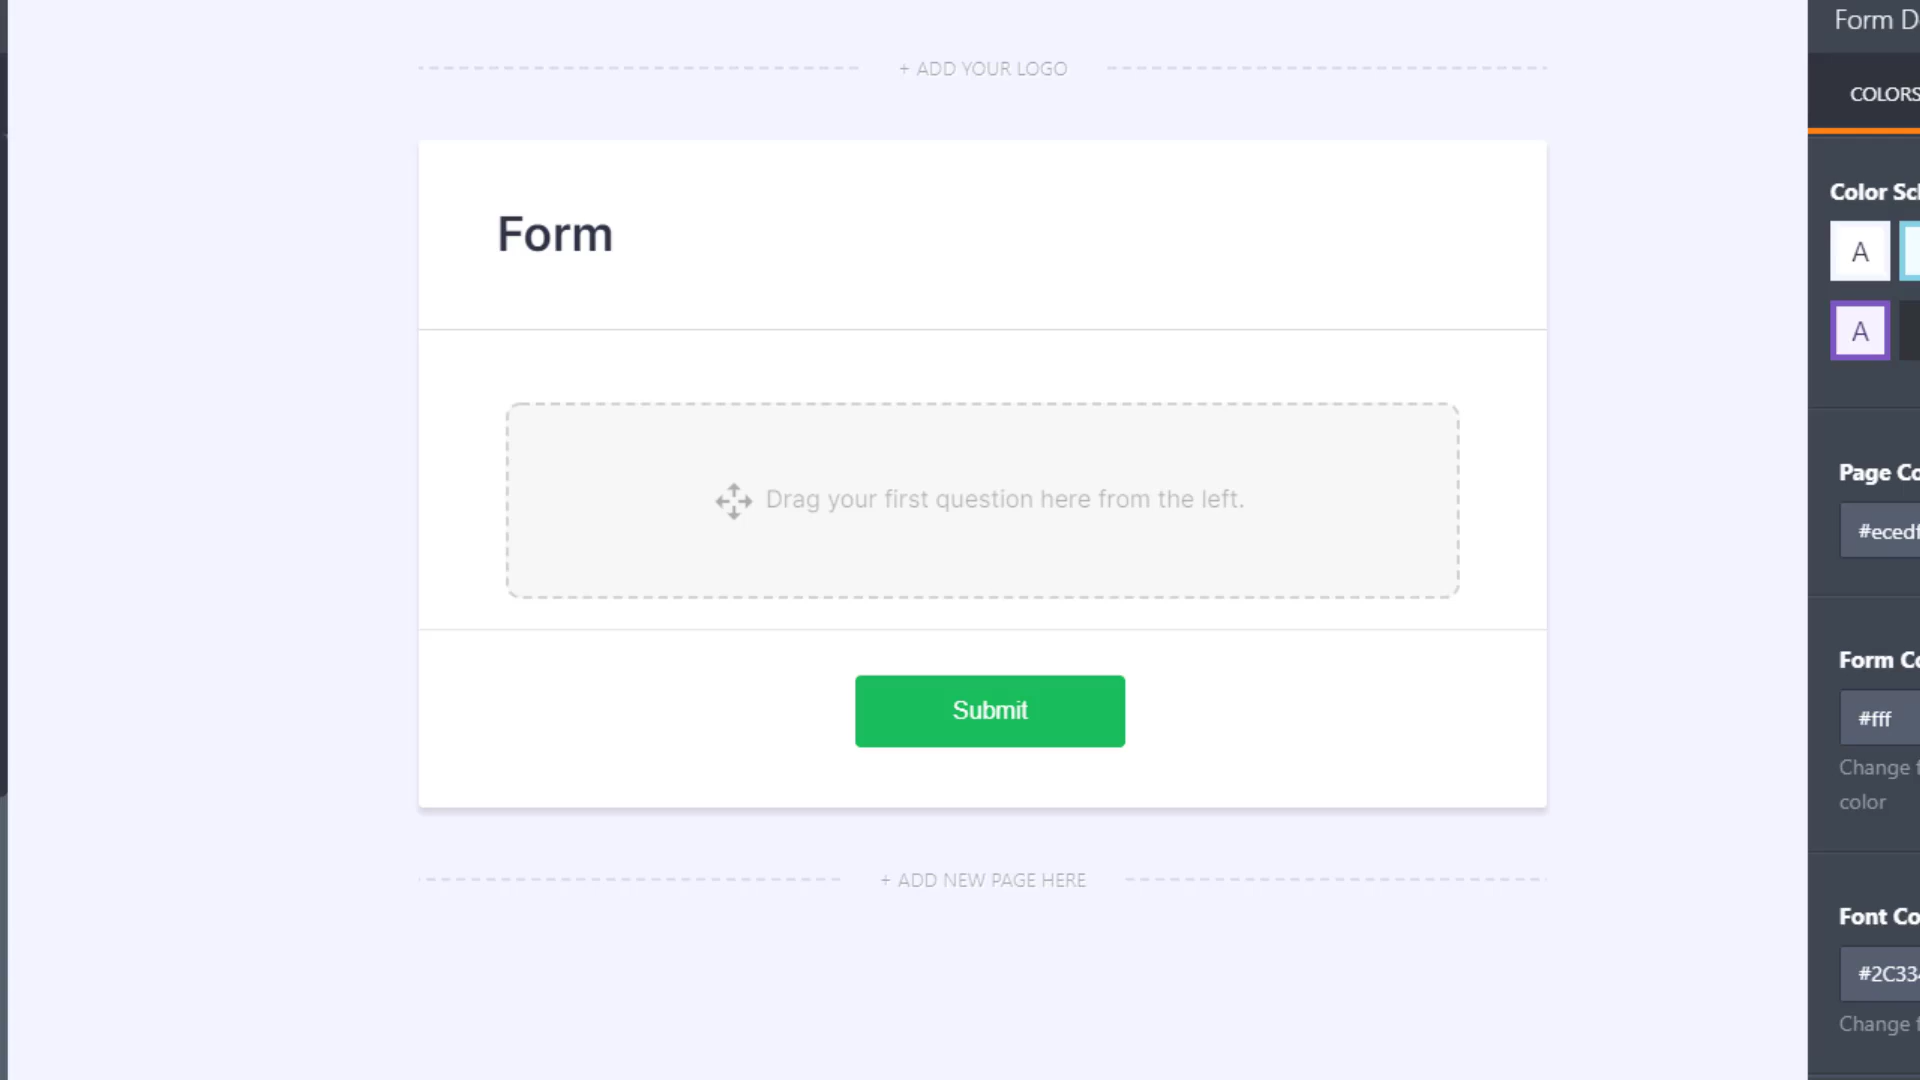 + ADD YOUR LOGO
Form
Drag your first question here from the left.
Submit
+ ADD NEW PAGE HERE
Form D
COLORS
Color Sc
A
A
Page Co
#eced
Form Co
#fff
Change f
color
Font Co
#2C33
Change f